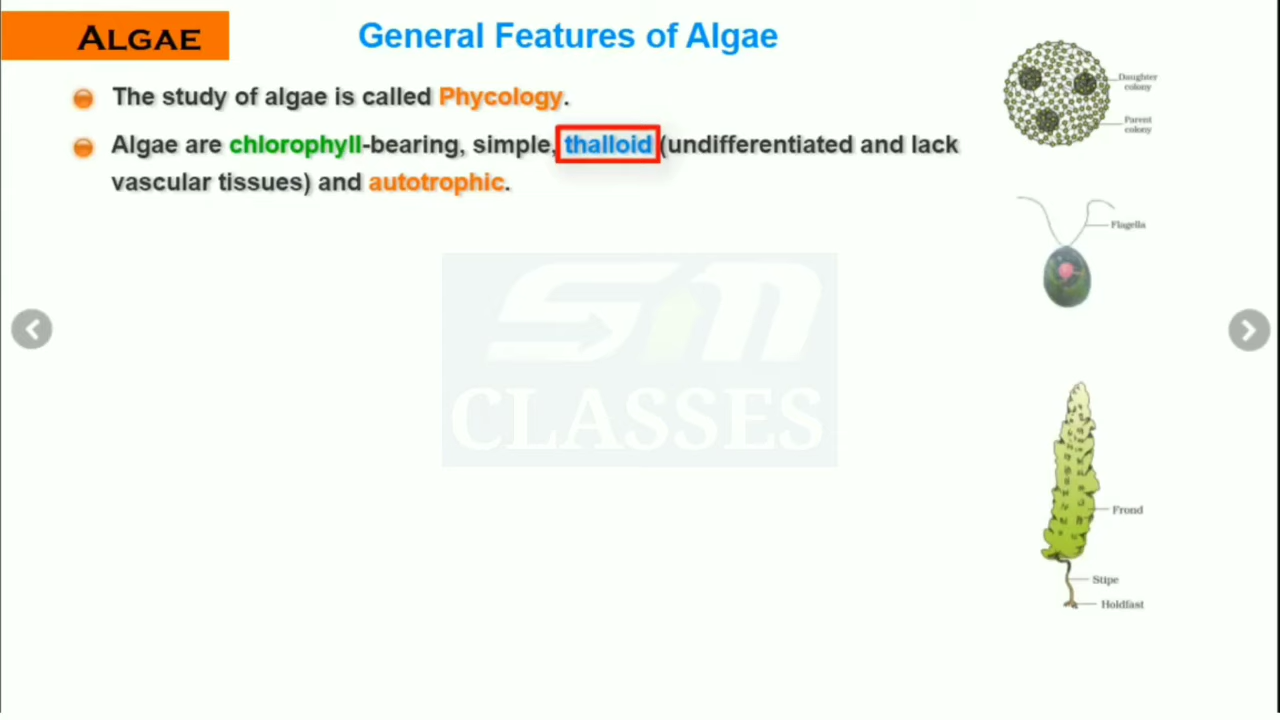 ALGAE
General Features of Algae
The study of algae is called Phycology.
Algae are chlorophyll-bearing, simple, thalloid (undifferentiated and lack
vascular tissues) and autotrophic.
Daughter
colony
Parent
colony
Flagella
SM
CLASSES
Frond
Stipe
Holdfast